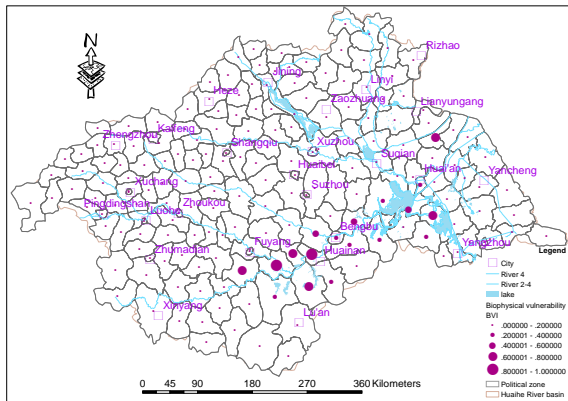 N
Rizhao
Jining
Linyi
Heze
Zaozhuang
Lianyungang
Kaifeng
Zhengzhou
Shangqiu
Xuzhou
Suqian
Huaibei
Huai'an
Yancheng
Xuchang
Suzhou
Pingdingshan
Zhoukou
Luohe
Bengbu
Yangzhou
Zhumadian
Fuyang
Huainan
Xinyang
Lu'an
0 45 90 180 270 360 Kilometers
Legend
City
River 4
River 2-4
lake
Biophysical vulnerability
BVI
.000000 - .200000
.200001 - .400000
.400001 - .600000
.600001 - .800000
.800001 - 1.000000
Political zone
Huaihe River basin